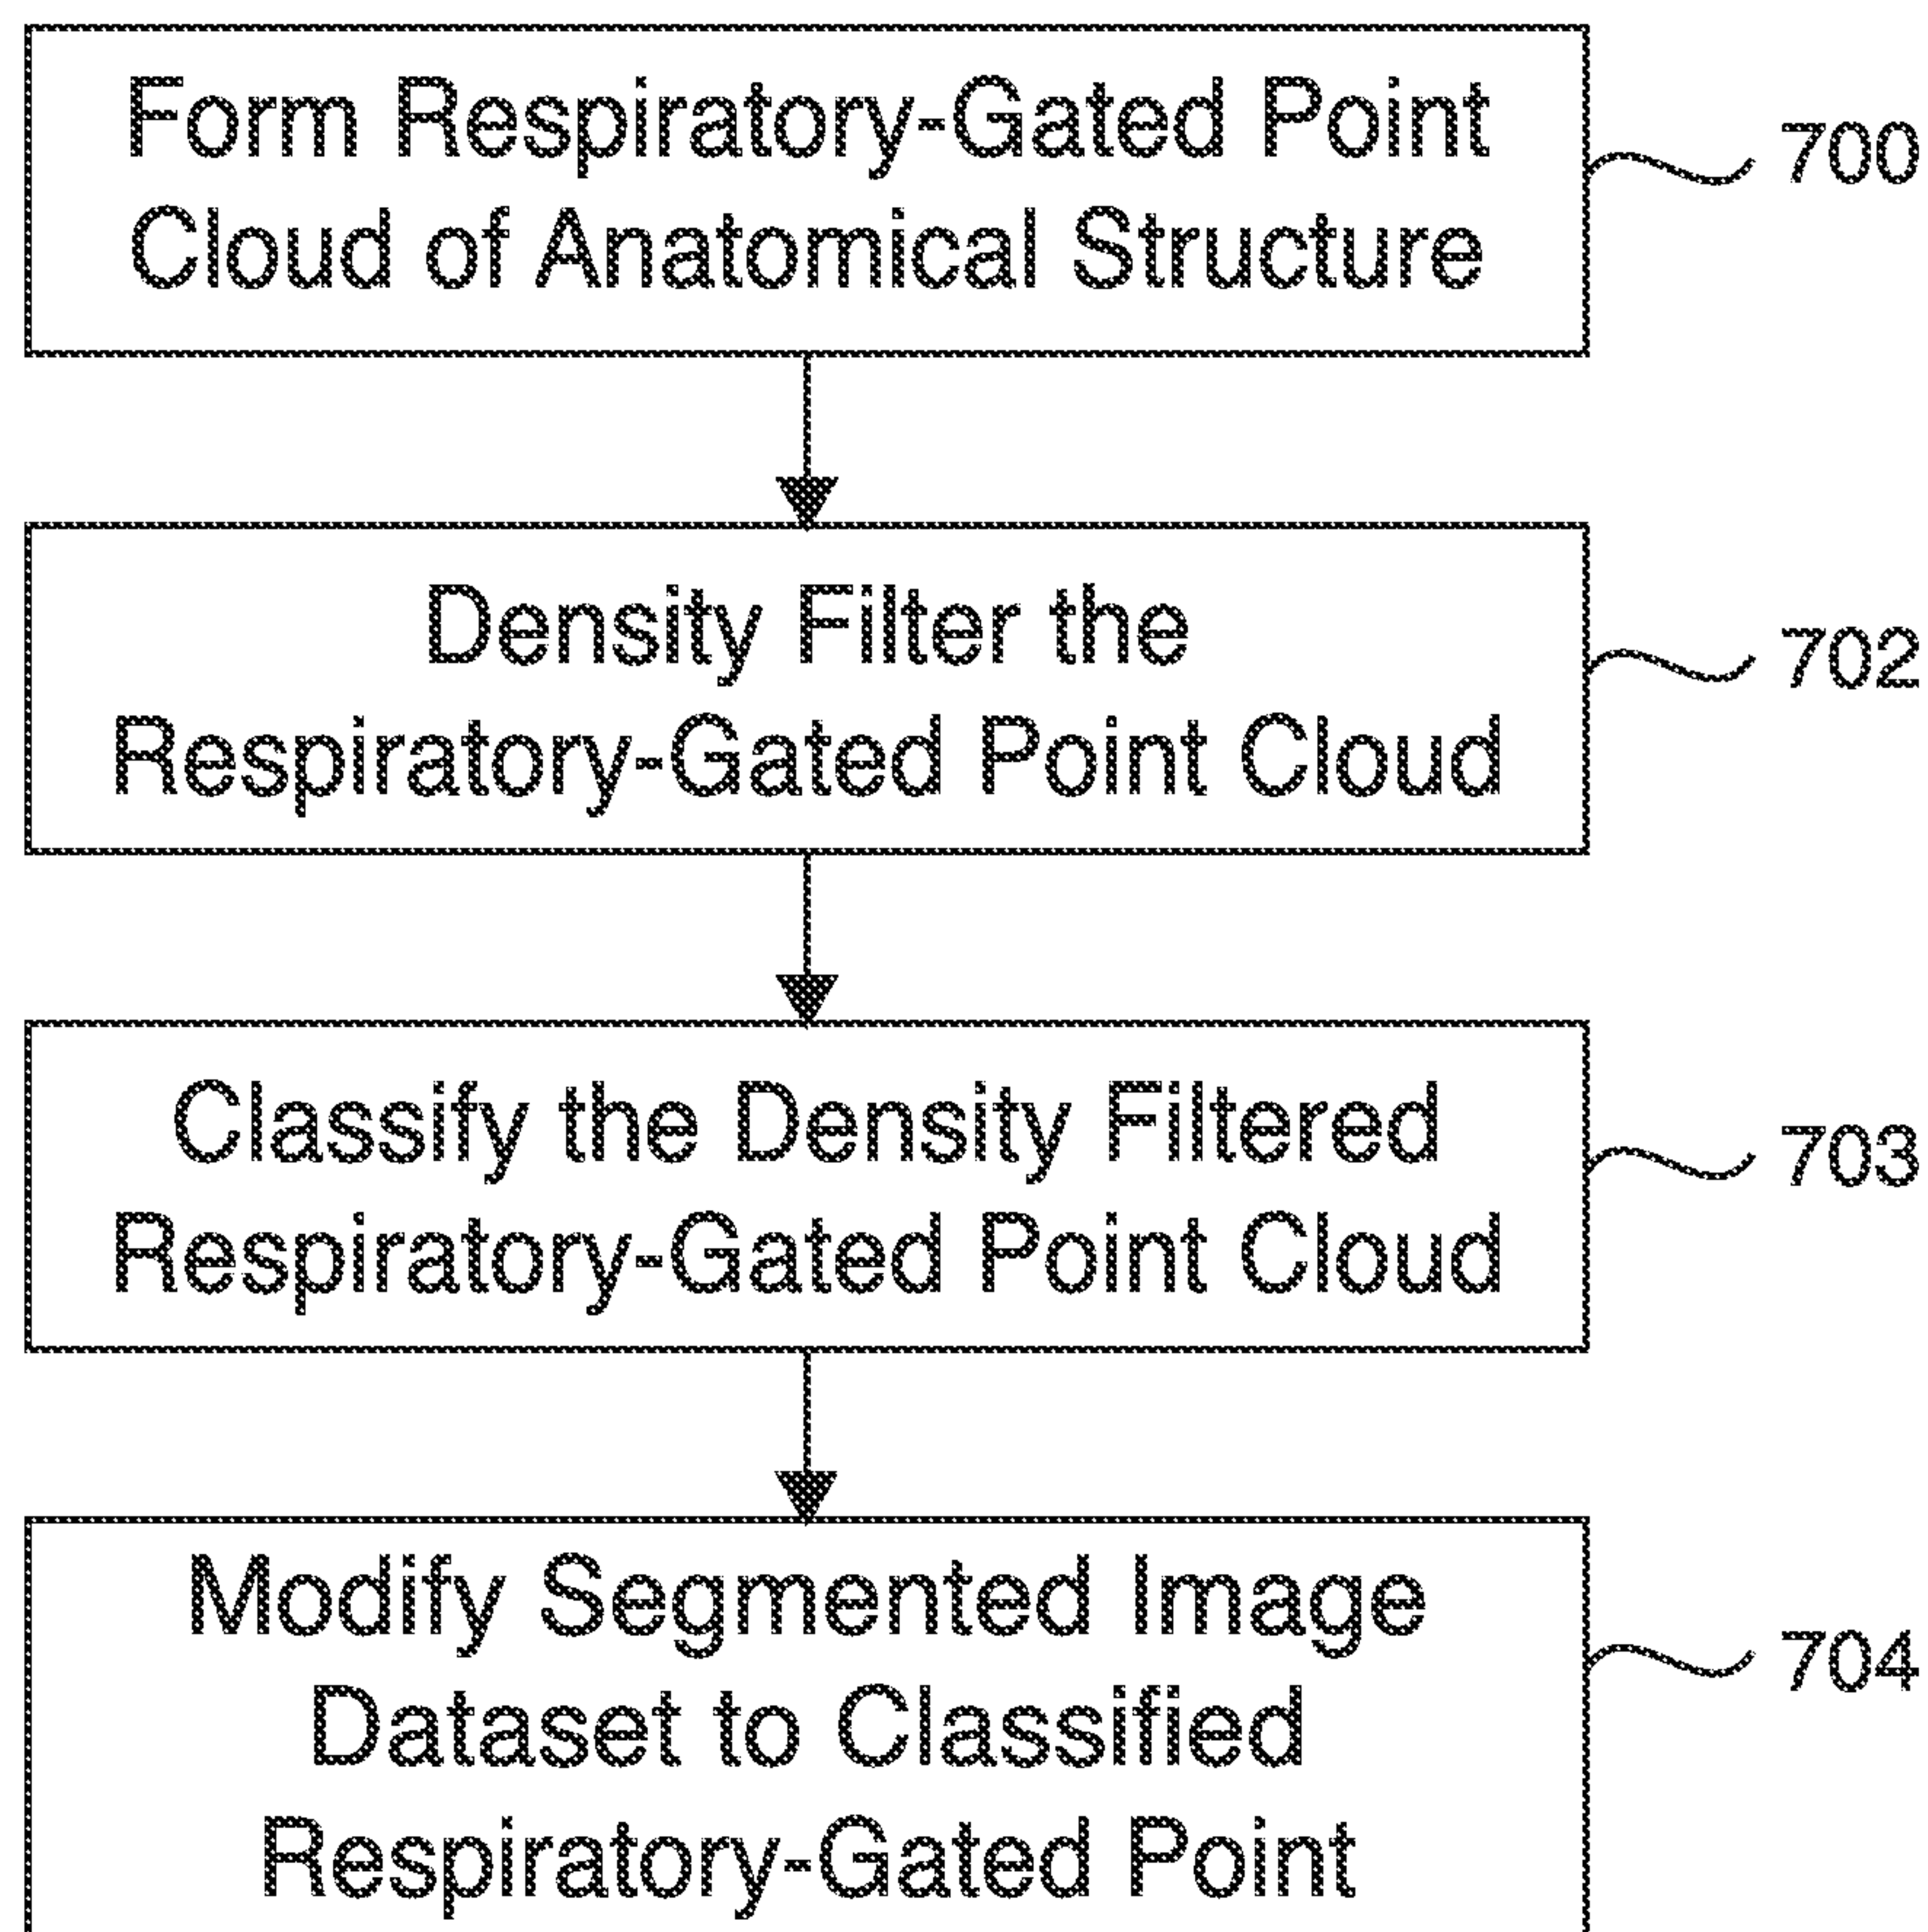 Form Respiratory-Gated Point
Cloud of Anatomical Structure
700
Density Filter the
Respiratory-Gated Point Cloud
702
Classify the Density Filtered
Respiratory-Gated Point Cloud
703
Modify Segmented Image
Dataset to Classified
Respiratory-Gated Point
704